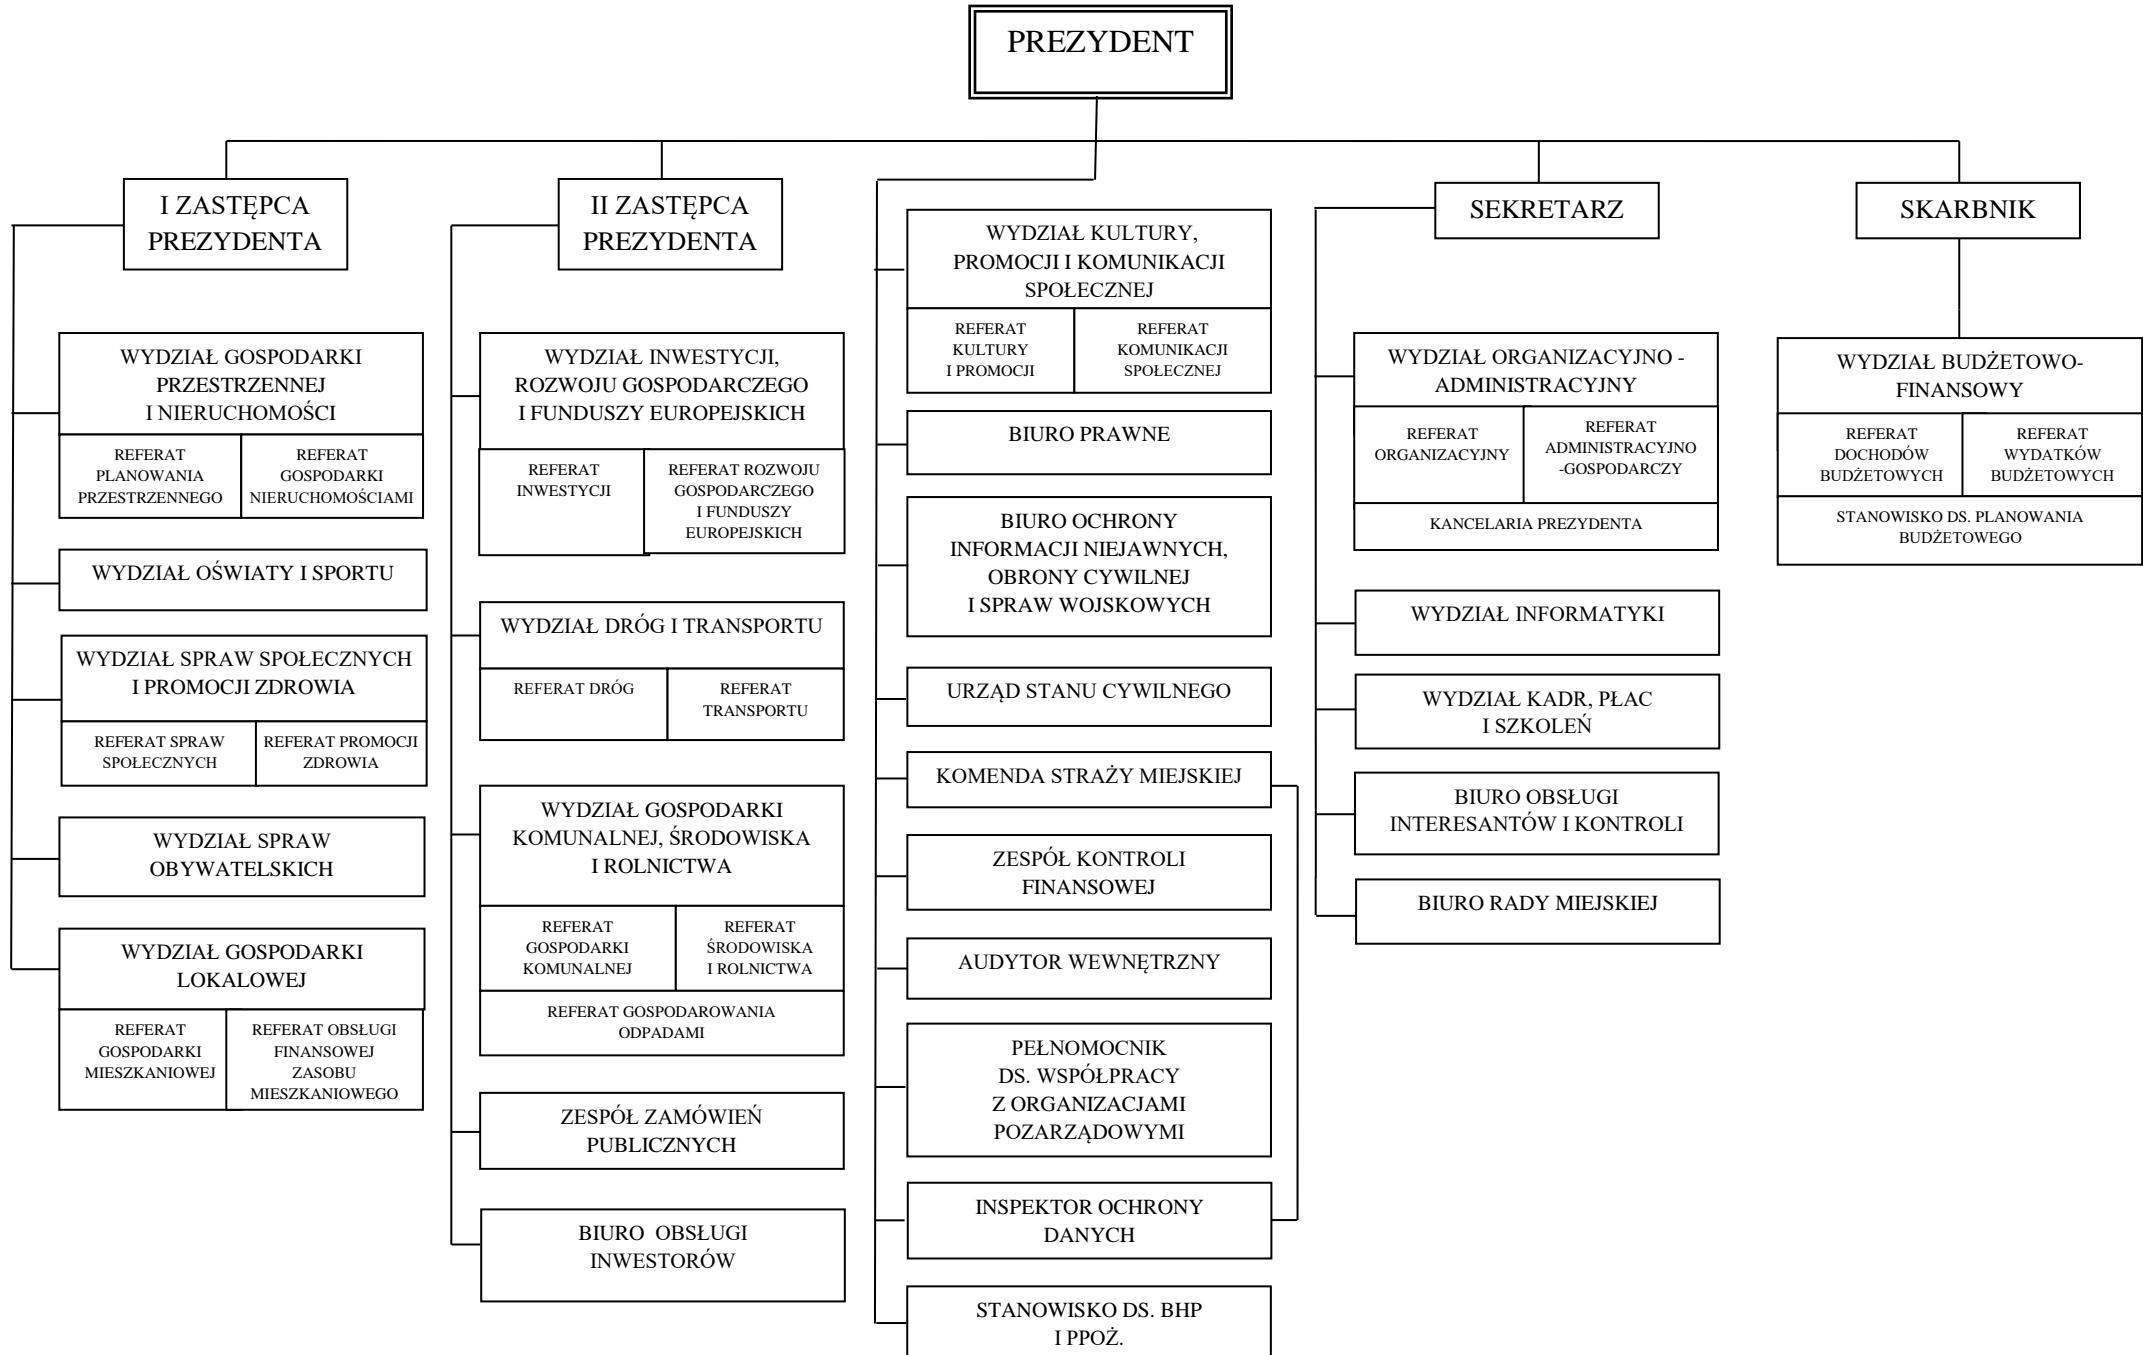 PREZYDENT
I ZASTĘPCA
PREZYDENTA
WYDZIAŁ GOSPODARKI
PRZESTRZENNEJ
I NIERUCHOMOŚCI
REFERAT
PLANOWANIA
PRZESTRZENNEGO
REFERAT
GOSPODARKI
NIERUCHOMOŚCIAMI
WYDZIAŁ OŚWIATY I SPORTU
WYDZIAŁ SPRAW SPOŁECZNYCH
I PROMOCJI ZDROWIA
REFERAT SPRAW
SPOŁECZNYCH
REFERAT PROMOCJI
ZDROWIA
WYDZIAŁ SPRAW
OBYWATELSKICH
WYDZIAŁ GOSPODARKI
LOKALOWEJ
REFERAT
GOSPODARKI
MIESZKANIOWEJ
REFERAT OBSŁUGI
FINANSOWEJ
ZASOBU
MIESZKANIOWEGO
II ZASTĘPCA
PREZYDENTA
WYDZIAŁ INWESTYCJI,
ROZWOJU GOSPODARCZEGO
I FUNDUSZY EUROPEJSKICH
REFERAT
INWESTYCJI
REFERAT ROZWOJU
GOSPODARCZEGO
I FUNDUSZY
EUROPEJSKICH
WYDZIAŁ DRÓG I TRANSPORTU
REFERAT DRÓG
REFERAT
TRANSPORTU
WYDZIAŁ GOSPODARKI
KOMUNALNEJ, ŚRODOWISKA
I ROLNICTWA
REFERAT
GOSPODARKI
KOMUNALNEJ
REFERAT
ŚRODOWISKA
I ROLNICTWA
REFERAT GOSPODAROWANIA
ODPADAMI
ZESPÓŁ ZAMÓWIEŃ
PUBLICZNYCH
BIURO OBSŁUGI
INWESTORÓW
WYDZIAŁ KULTURY,
PROMOCJI I KOMUNIKACJI
SPOŁECZNEJ
REFERAT
KULTURY
I PROMOCJI
REFERAT
KOMUNIKACJI
SPOŁECZNEJ
BIURO PRAWNE
BIURO OCHRONY
INFORMACJI NIEJAWNYCH,
OBRONY CYWILNEJ
I SPRAW WOJSKOWYCH
URZĄD STANU CYWILNEGO
KOMENDA STRAŻY MIEJSKIEJ
ZESPÓŁ KONTROLI
FINANSOWEJ
AUDYTOR WEWNĘTRZNY
PEŁNOMOCNIK
DS. WSPÓŁPRACY
Z ORGANIZACJAMI
POZARZĄDOWYMI
INSPEKTOR OCHRONY
DANYCH
STANOWISKO DS. BHP
I PPOŻ.
SEKRETARZ
WYDZIAŁ ORGANIZACYJNO -
ADMINISTRACYJNY
REFERAT
ORGANIZACYJNY
REFERAT
ADMINISTRACYJNO
-GOSPODARCZY
KANCELARIA PREZYDENTA
WYDZIAŁ INFORMATYKI
WYDZIAŁ KADR, PŁAC
I SZKOLEŃ
BIURO OBSŁUGI
INTERESANTÓW I KONTROLI
BIURO RADY MIEJSKIEJ
SKARBNIK
WYDZIAŁ BUDŻETOWO-
FINANSOWY
REFERAT
DOCHODÓW
BUDŻETOWYCH
REFERAT
WYDATKÓW
BUDŻETOWYCH
STANOWISKO DS. PLANOWANIA
BUDŻETOWEGO